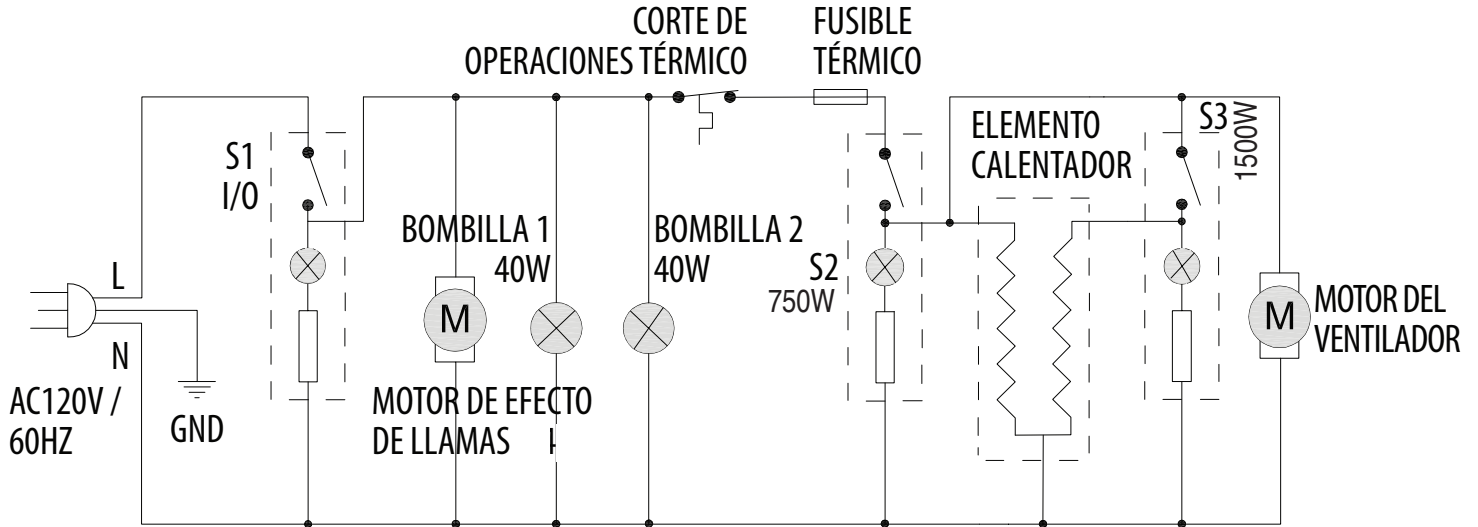 CORTE DE
OPERACIONES TÉRMICO
FUSIBLE
TÉRMICO
S1
I/0
L
N
AC120V /
60HZ
GND
BOMBILLA 1
40W
M
MOTOR DE EFECTO
DE LLAMAS
BOMBILLA 2
40W
S2
750W
ELEMENTO
CALENTADOR
S3
1500W
M
MOTOR DEL
VENTILADOR